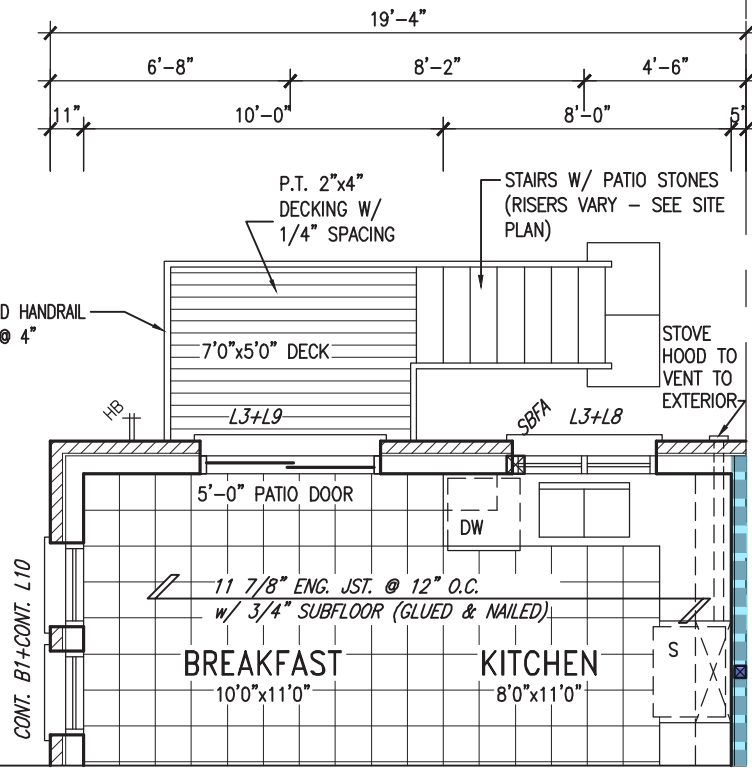 19'-4"
6'-8"
8'-2"
4'-6"
11"
10'-0"
8'-0"
5"
P.T. 2"x4"
DECKING W/
1/4" SPACING
STAIRS W/ PATIO STONES
(RISERS VARY – SEE SITE
PLAN)
D HANDRAIL
@ 4"
7'0"x5'0" DECK
STOVE
HOOD TO
VENT TO
EXTERIOR
HB
L3+L9
SBFA
L3+L8
5'-0" PATIO DOOR
DW
CONT. B1+CONT. L10
11 7/8" ENG. JST. @ 12" O.C.
w/ 3/4" SUBFLOOR (GLUED & NAILED)
BREAKFAST
10'0"x11'0"
KITCHEN
8'0"x11'0"
S